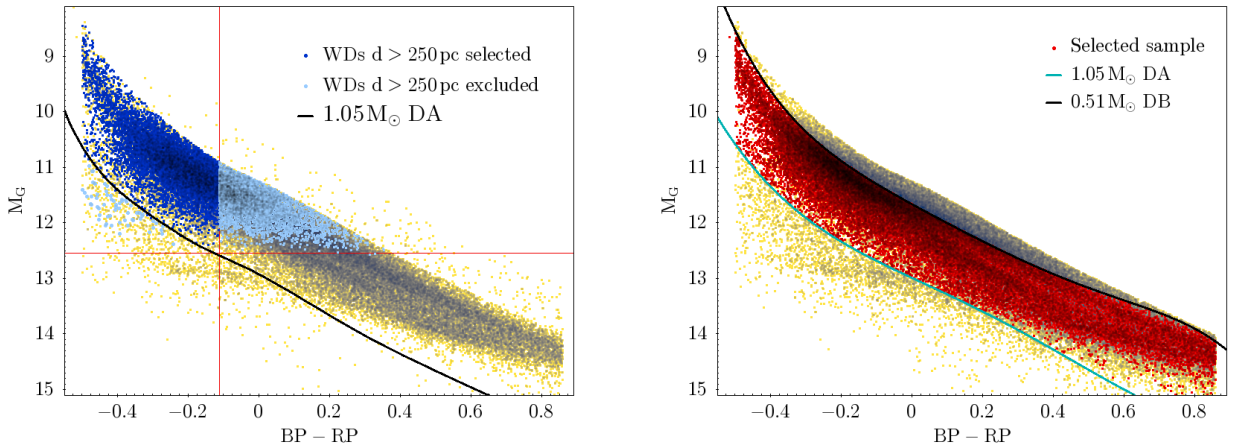 WDs d > 250 pc selected
WDs d > 250 pc excluded
1.05 M⊙ DA
9
10
11
12
13
14
15
M_G
−0.4 −0.2 0 0.2 0.4 0.6 0.8
BP − RP
Selected sample
1.05 M⊙ DA
0.51 M⊙ DB
9
10
11
12
13
14
15
M_G
−0.4 −0.2 0 0.2 0.4 0.6 0.8
BP − RP